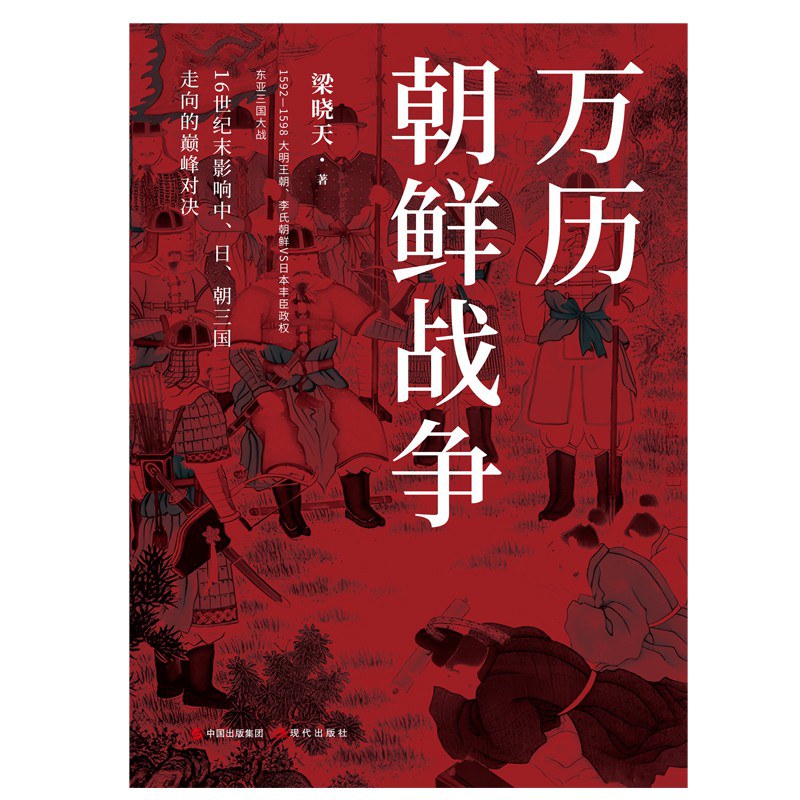 万历
朝鲜战争
梁晓天·著
1592—1598 大明王朝、李氏朝鲜VS日本丰臣政权
东亚三国大战
16世纪末影响中、日、朝三国
走向的巅峰对决
中国出版集团 现代出版社